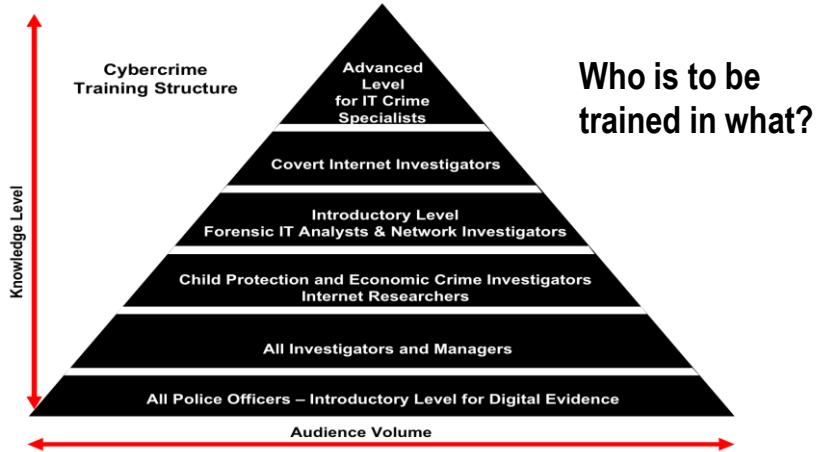 Cybercrime
Training Structure
Who is to be
trained in what?
Advanced
Level
for IT Crime
Specialists
Covert Internet Investigators
Introductory Level
Forensic IT Analysts & Network Investigators
Child Protection and Economic Crime Investigators
Internet Researchers
All Investigators and Managers
All Police Officers – Introductory Level for Digital Evidence
Knowledge Level
Audience Volume